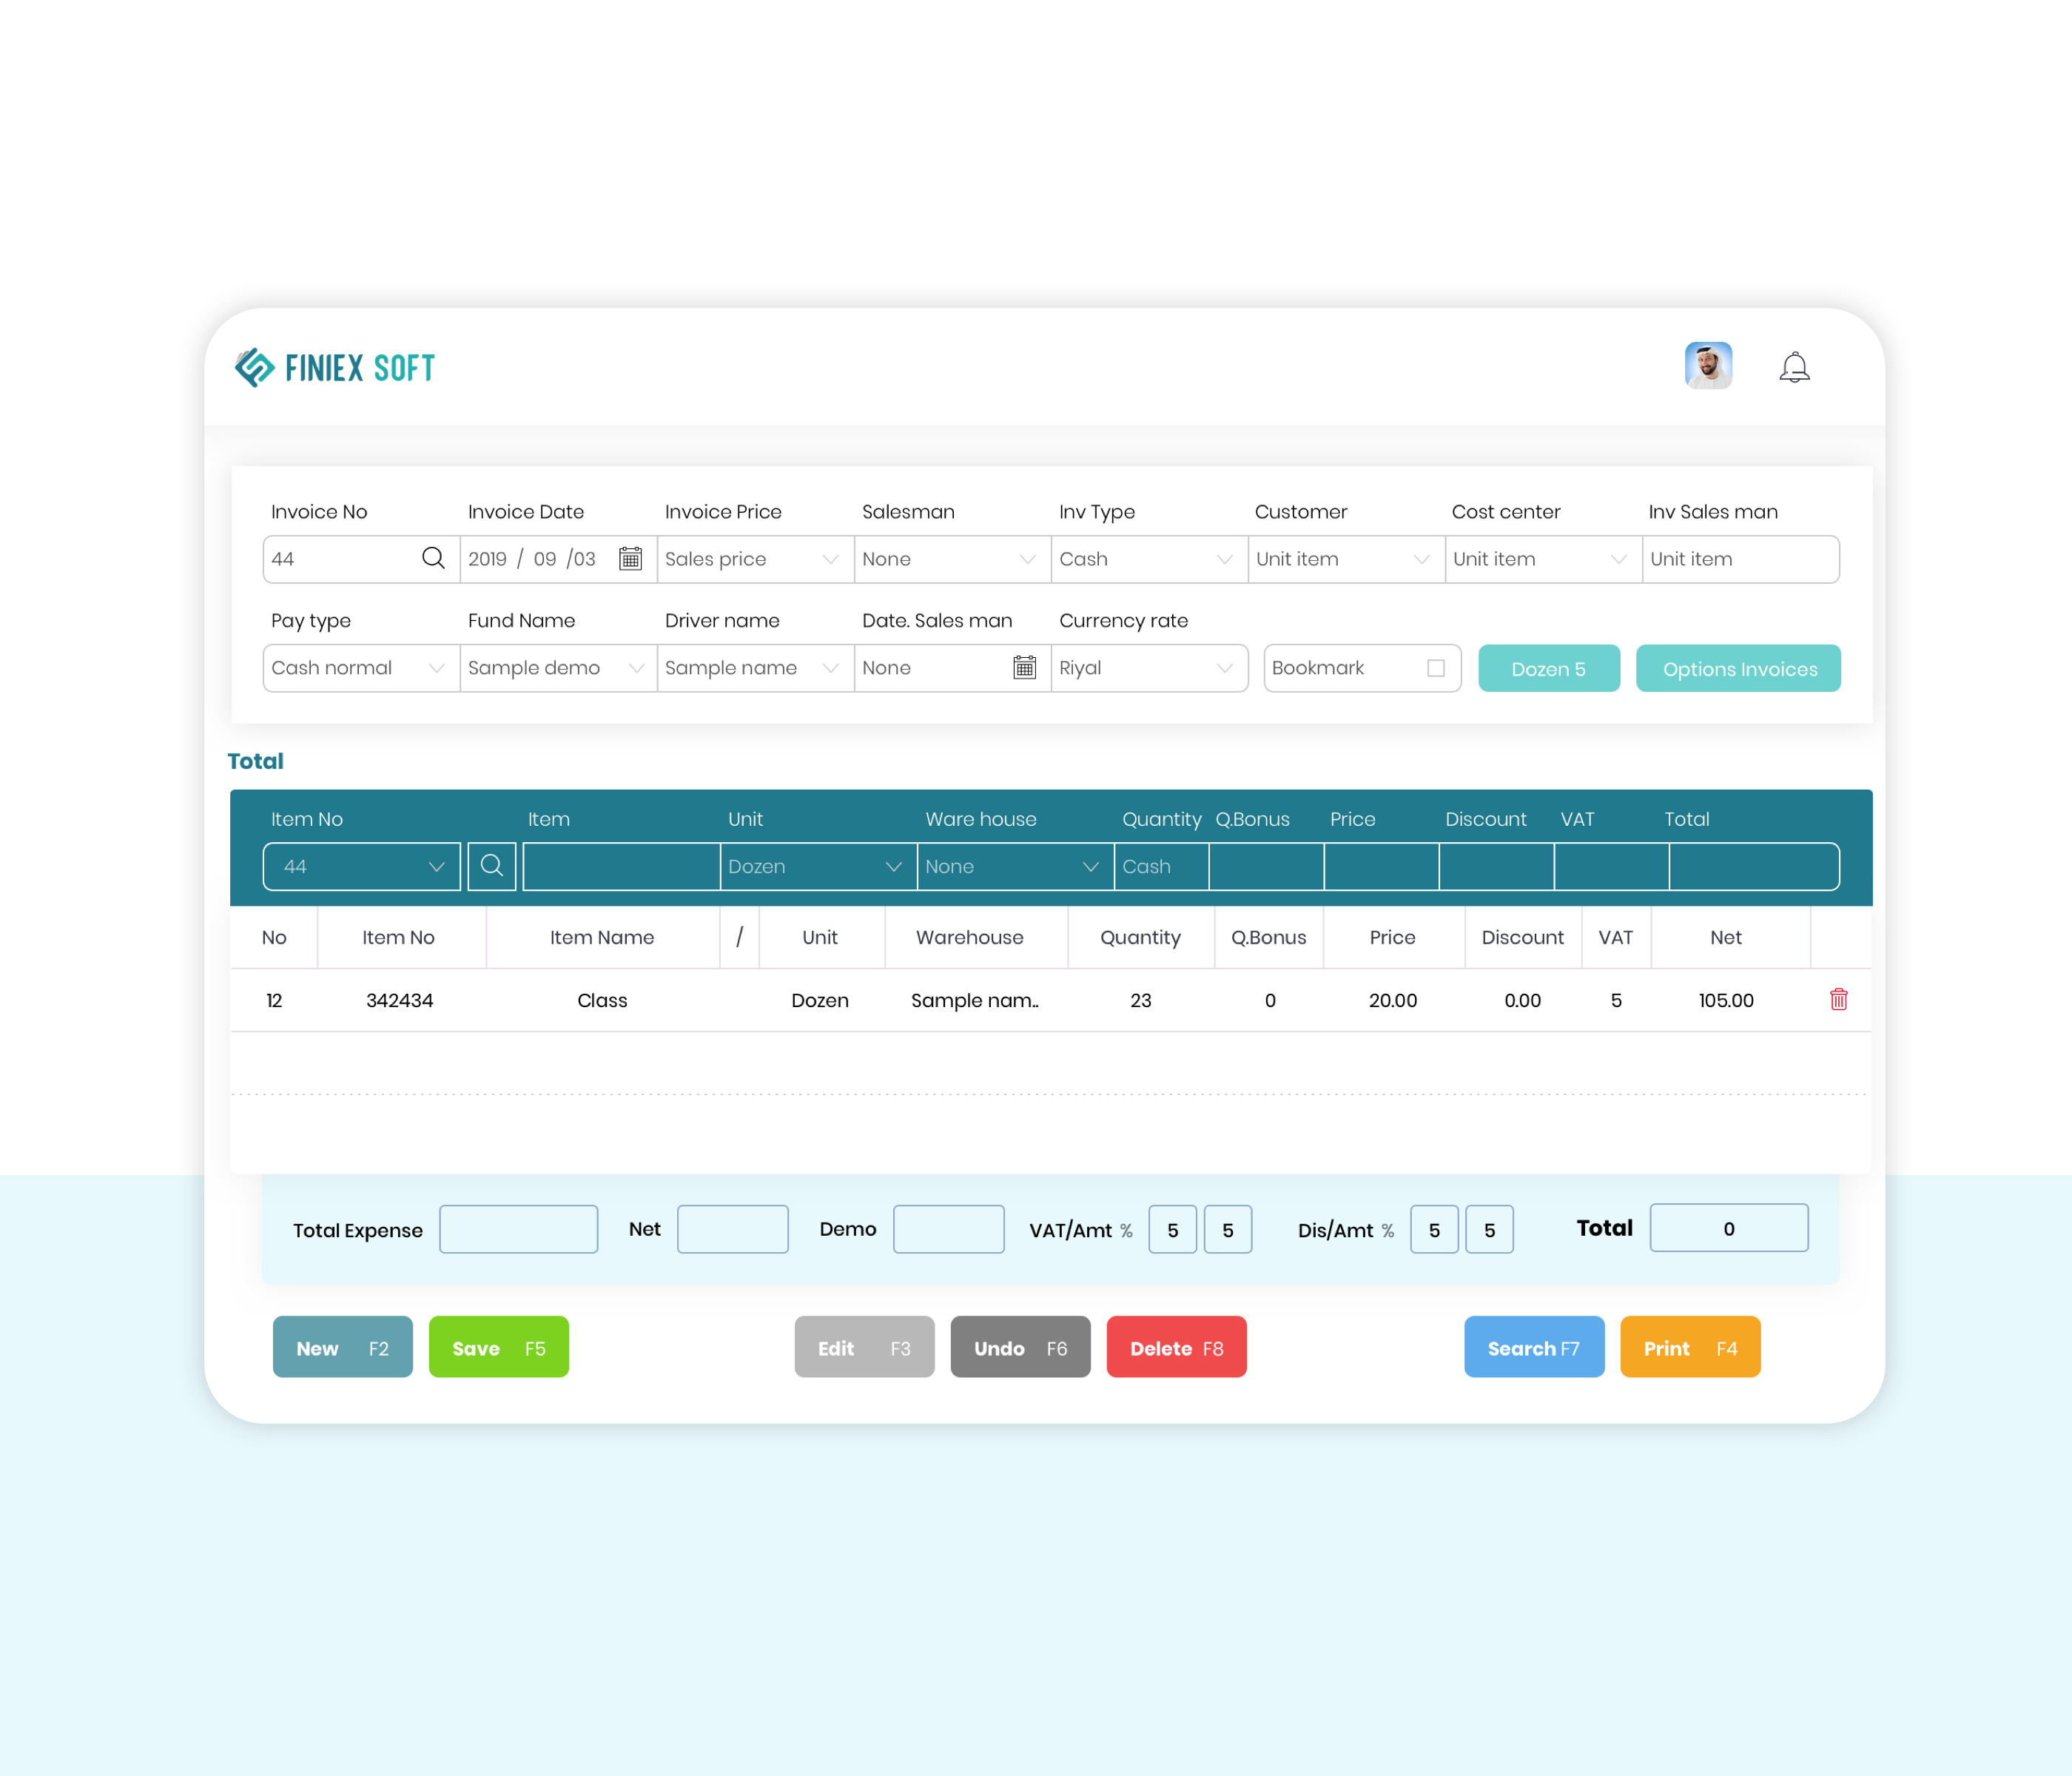 FINIEX SOFT
Invoice No Invoice Date Invoice Price Salesman Inv Type Customer Cost center Inv Sales man
44 2019 / 09 /03 Sales price None Cash Unit item Unit item Unit item
Pay type Fund Name Driver name Date. Sales man Currency rate
Cash normal Sample demo Sample name None Riyal Bookmark Dozen 5 Options Invoices
Total
Item No Item Unit Ware house Quantity Q.Bonus Price Discount VAT Total
44 Dozen None Cash
No Item No Item Name / Unit Warehouse Quantity Q.Bonus Price Discount VAT Net
12 342434 Class Dozen Sample nam.. 23 0 20.00 0.00 5 105.00
Total Expense Net Demo VAT/Amt % 5 5 Dis/Amt % 5 5 Total 0
New F2 Save F5 Edit F3 Undo F6 Delete F8 Search F7 Print F4